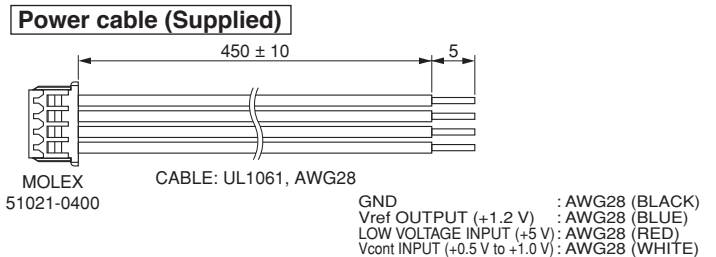 Power cable (Supplied)
450 ± 10
5
MOLEX
51021-0400
CABLE: UL1061, AWG28
GND : AWG28 (BLACK)
Vref OUTPUT (+1.2 V) : AWG28 (BLUE)
LOW VOLTAGE INPUT (+5 V) : AWG28 (RED)
Vcont INPUT (+0.5 V to +1.0 V) : AWG28 (WHITE)